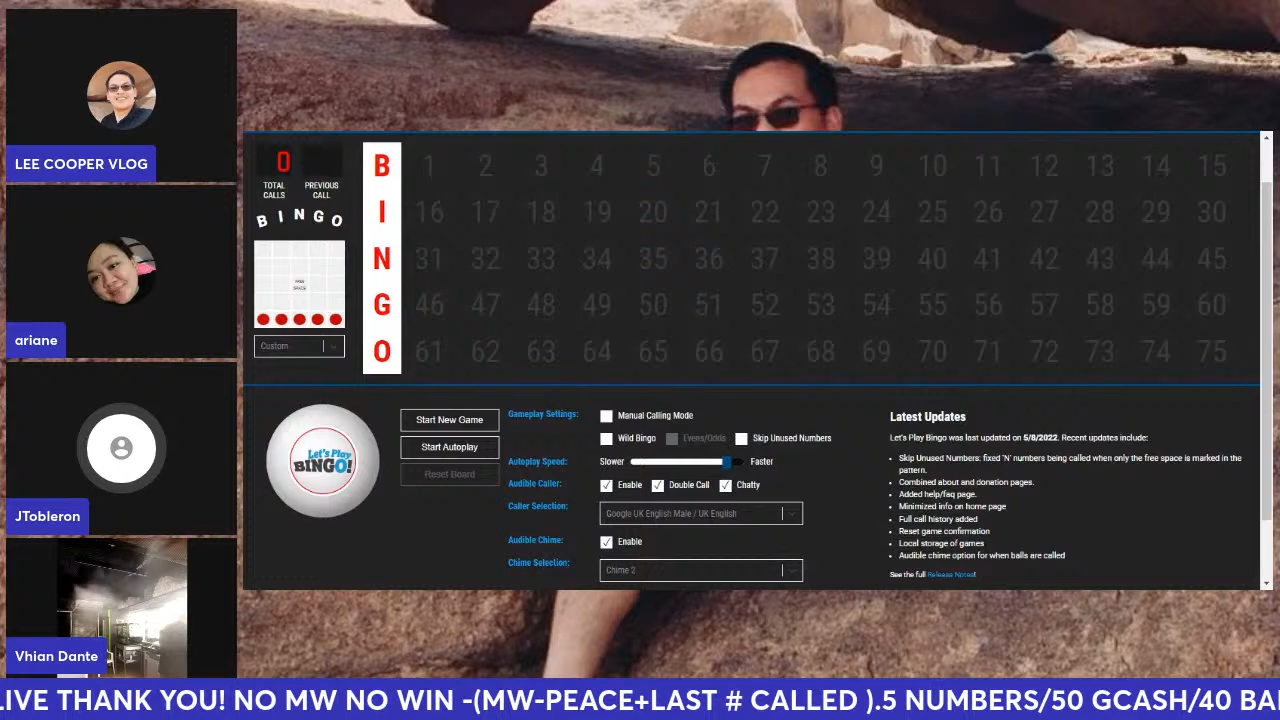 LEE COOPER VLOG
ariane
JTobleron
Vhian Dante
0
TOTAL CALLS
PREVIOUS CALL
B I N G O
FREE SPACE
Custom
B 1 2 3 4 5 6 7 8 9 10 11 12 13 14 15
I 16 17 18 19 20 21 22 23 24 25 26 27 28 29 30
N 31 32 33 34 35 36 37 38 39 40 41 42 43 44 45
G 46 47 48 49 50 51 52 53 54 55 56 57 58 59 60
O 61 62 63 64 65 66 67 68 69 70 71 72 73 74 75
Let's Play
BINGO!
Start New Game
Start Autoplay
Reset Board
Gameplay Settings:
Manual Calling Mode
Wild Bingo Evens/Odds Skip Unused Numbers
Autoplay Speed: Slower Faster
Audible Caller: Enable Double Call Chatty
Caller Selection: Google UK English Male / UK English
Audible Chime: Enable
Chime Selection: Chime 2
Latest Updates
Let's Play Bingo was last updated on 5/8/2022. Recent updates include:
Skip Unused Numbers: fixed 'N' numbers being called when only the free space is marked in the
pattern.
Combined about and donation pages.
Added help/faq page.
Minimized info on home page
Full call history added
Reset game confirmation
Local storage of games
Audible chime option for when balls are called
See the full Release Notes!
LIVE THANK YOU! NO MW NO WIN -(MW-PEACE+LAST # CALLED ).5 NUMBERS/50 GCASH/40 BA